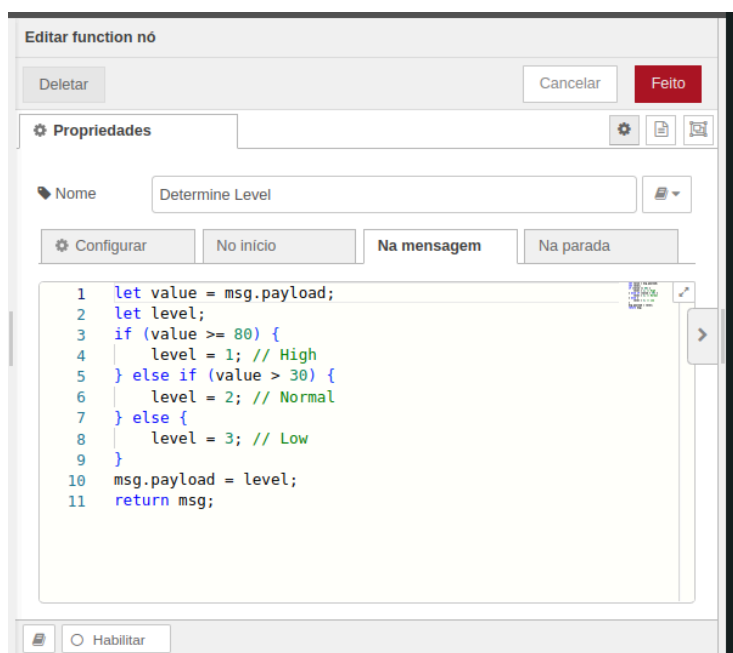 Editar function nó
Deletar Cancelar Feito
Propriedades
Nome Determine Level
Configurar No início Na mensagem Na parada
1 let value = msg.payload;
2 let level;
3 if (value >= 80) {
4     level = 1; // High
5 } else if (value > 30) {
6     level = 2; // Normal
7 } else {
8     level = 3; // Low
9 }
10 msg.payload = level;
11 return msg;
Habilitar